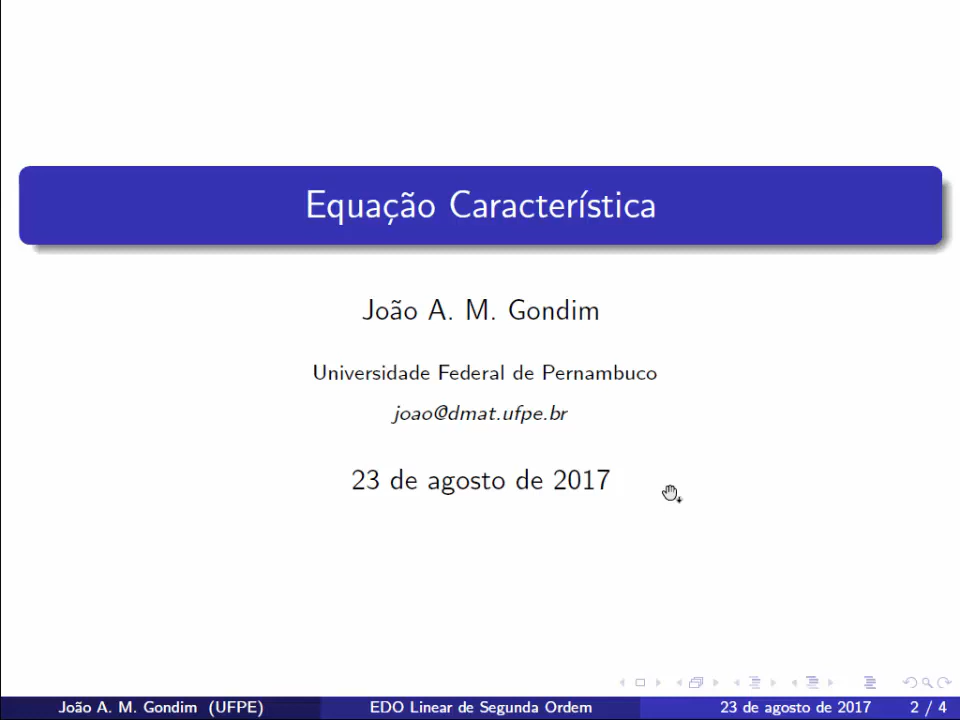 Equação Característica
João A. M. Gondim
Universidade Federal de Pernambuco
joao@dmat.ufpe.br
23 de agosto de 2017
João A. M. Gondim (UFPE) EDO Linear de Segunda Ordem 23 de agosto de 2017 2 / 4